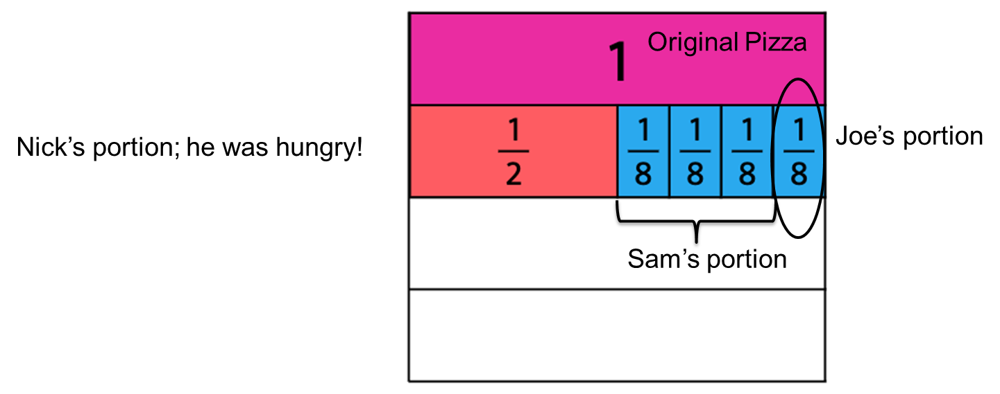 1 Original Pizza
Nick's portion; he was hungry!
1/2 1/8 1/8 1/8 1/8
Joe’s portion
Sam’s portion